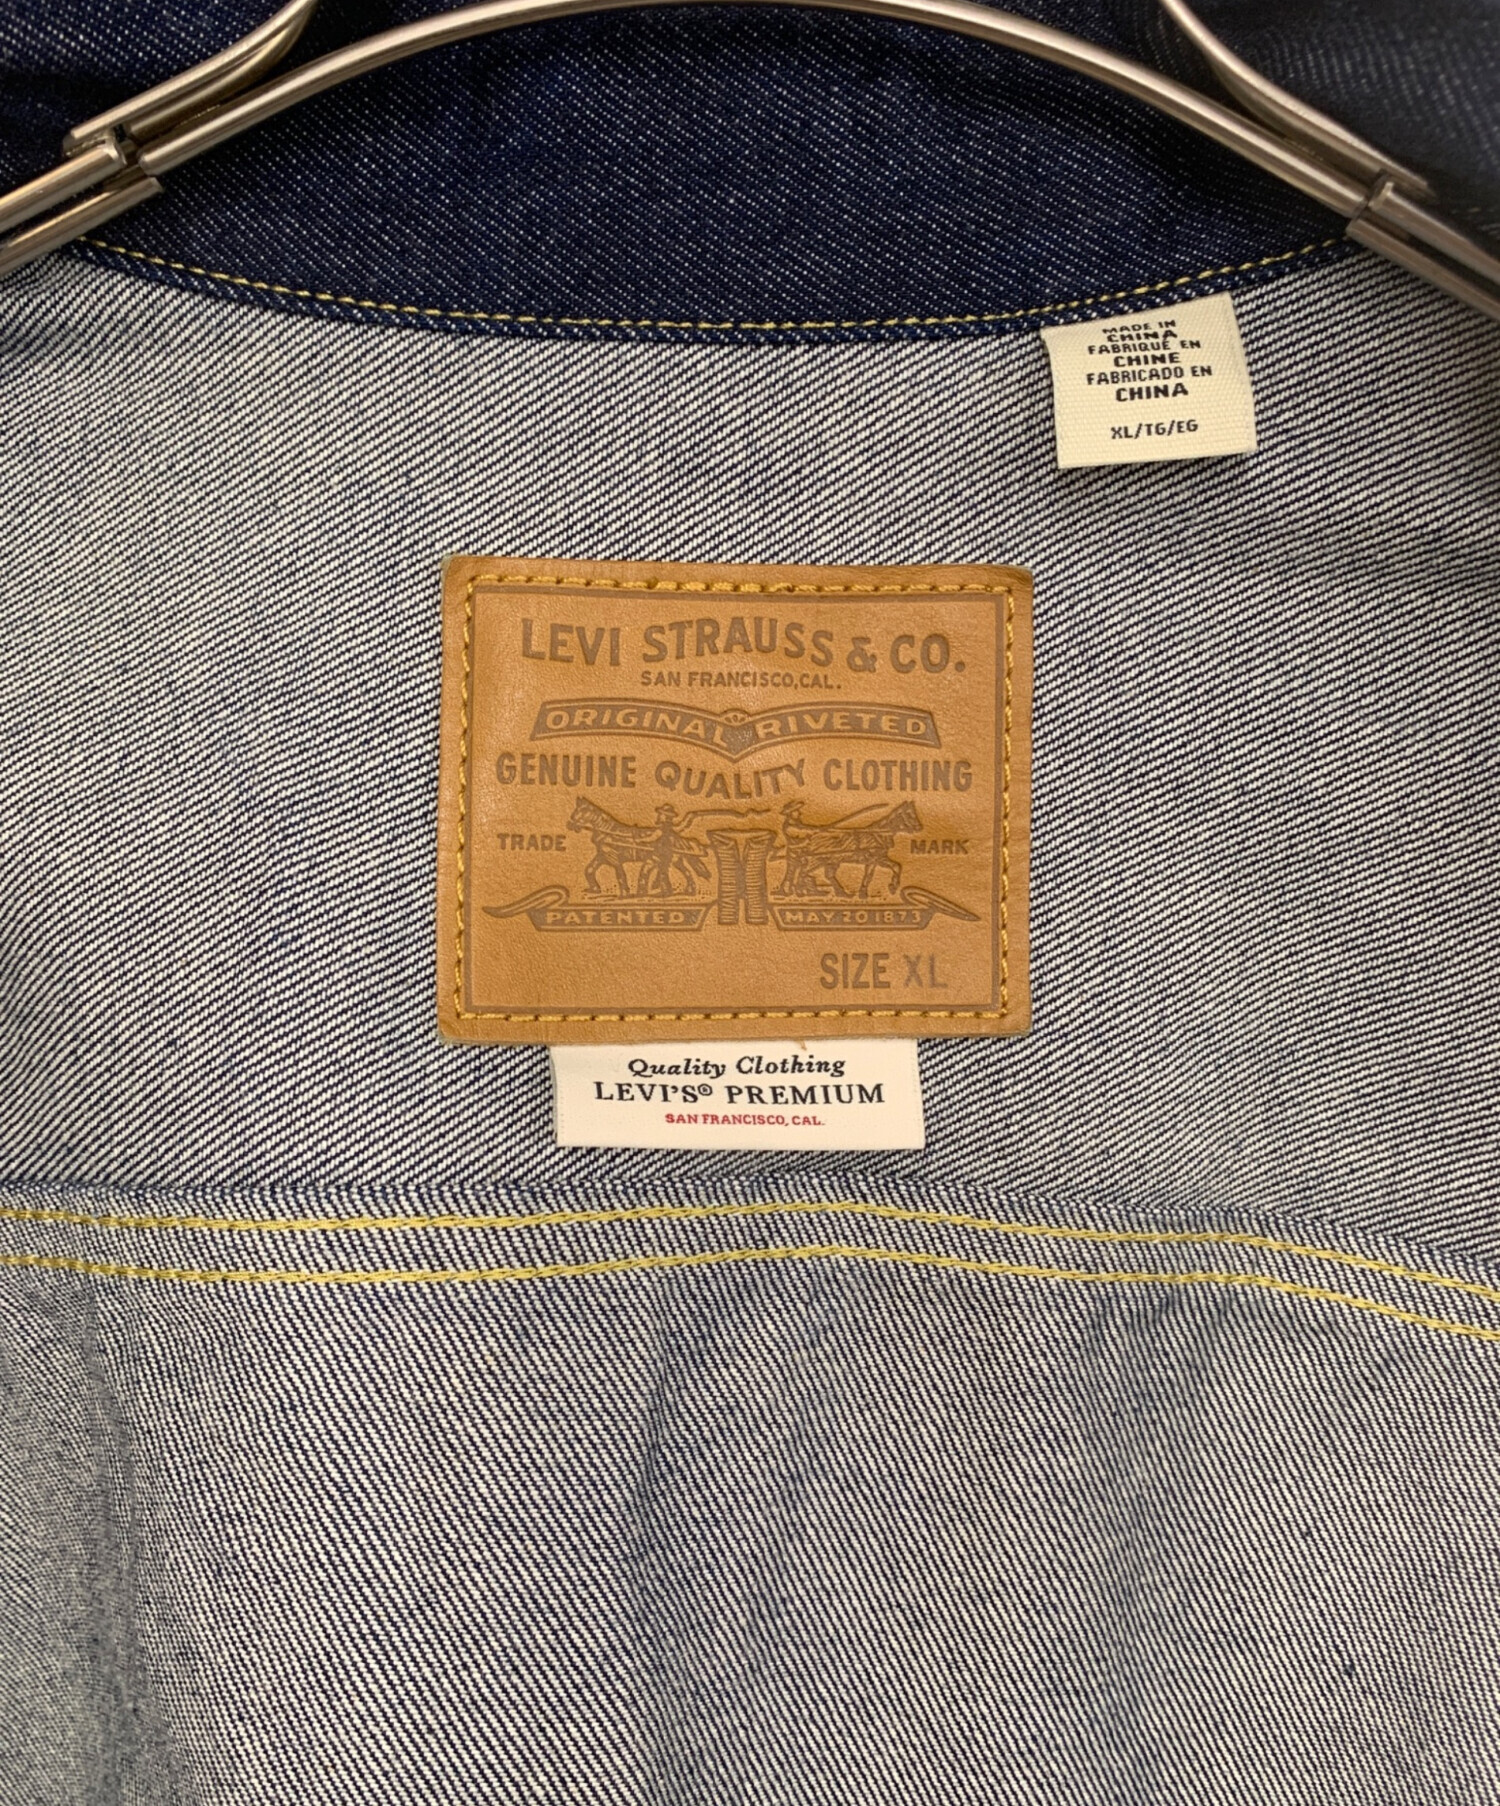 MADE IN
CHINA
FABRIQUE EN
CHINE
FABRICADO EN
CHINA
XL/TG/EG
LEVI STRAUSS & CO.
SAN FRANCISCO, CAL.
ORIGINAL RIVETED
GENUINE QUALITY CLOTHING
TRADE MARK
PATENTED MAY 20 1873
SIZE XL
Quality Clothing
LEVI'S® PREMIUM
SAN FRANCISCO, CAL.